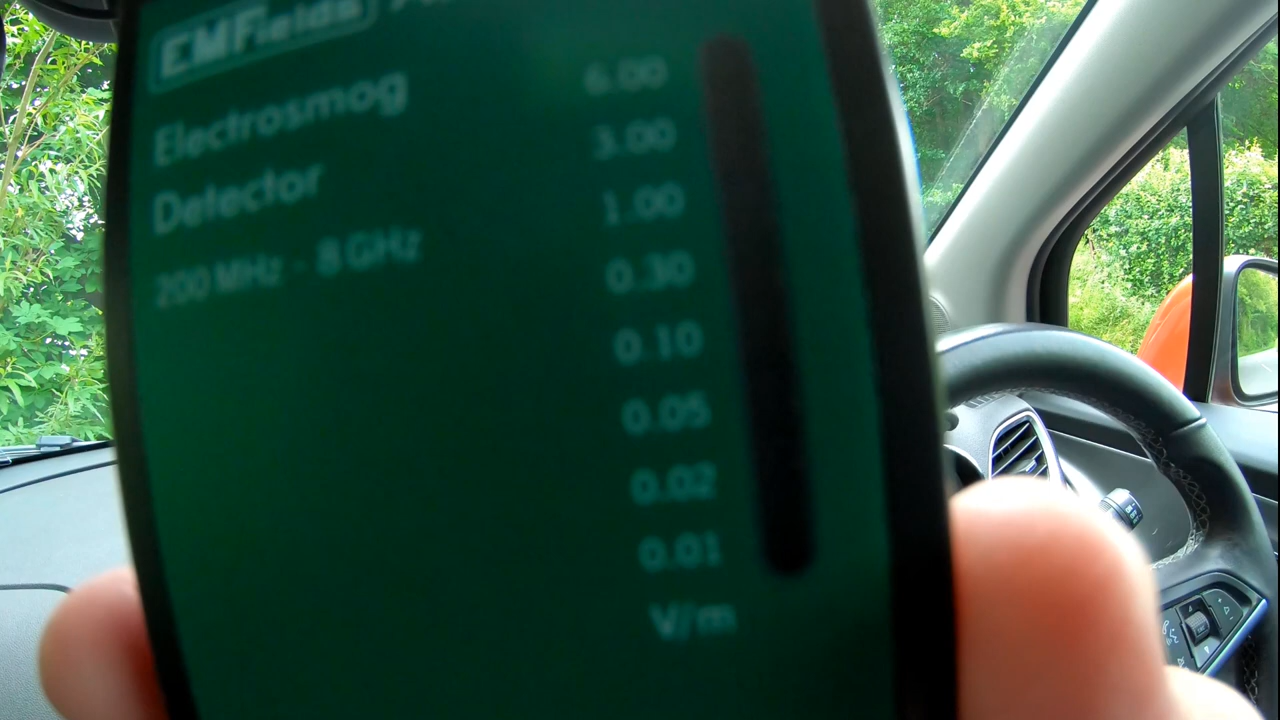 EMFields
Electrosmog
Detector
200 MHz - 8 GHz
6.00
3.00
1.00
0.30
0.10
0.05
0.02
0.01
V/m